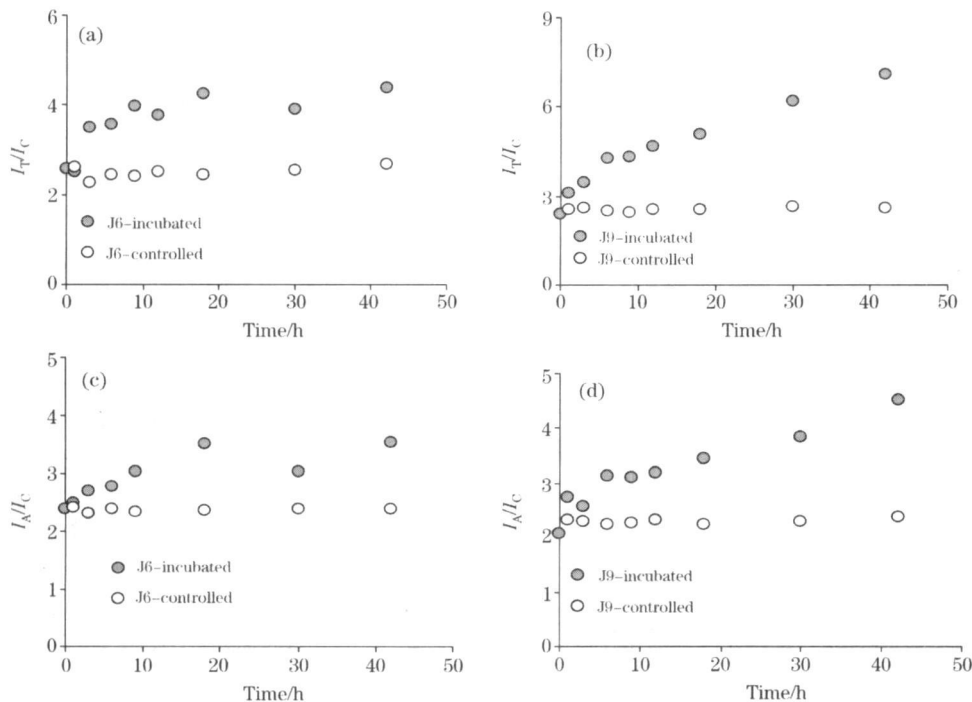 (a)
6
4
2
0
I_T/I_C
J6-incubated
J6-controlled
0 10 20 30 40 50
Time/h
(b)
9
6
3
0
I_T/I_C
J9-incubated
J9-controlled
0 10 20 30 40 50
Time/h
(c)
5
4
3
2
1
0
I_A/I_C
J6-incubated
J6-controlled
0 10 20 30 40 50
Time/h
(d)
5
4
3
2
1
0
I_A/I_C
J9-incubated
J9-controlled
0 10 20 30 40 50
Time/h